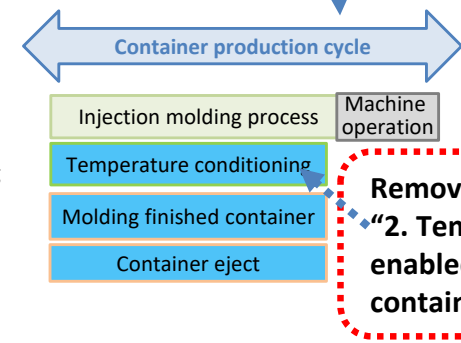 Container production cycle
Injection molding process
Machine
operation
Temperature conditioning
Molding finished container
Container eject
Remov
“2. Tem
enable
contain